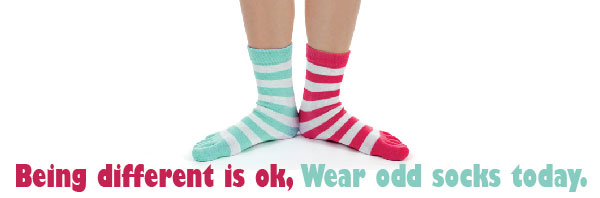 Being different is ok, Wear odd socks today.